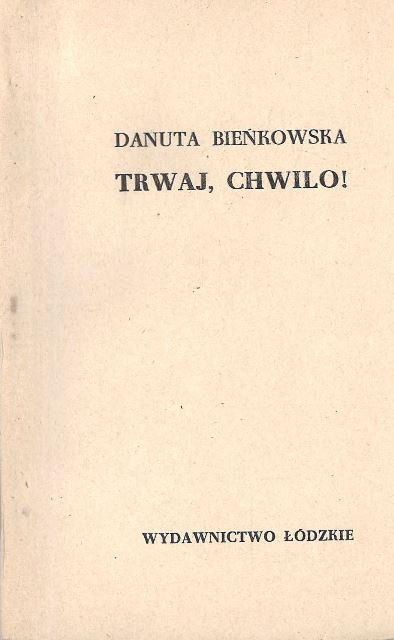 DANUTA BIEŃKOWSKA
TRWAJ, CHWILO!
WYDAWNICTWO ŁÓDZKIE